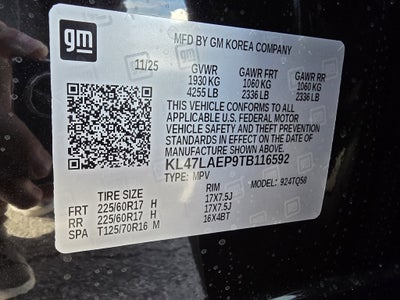 gm
MFD BY GM KOREA COMPANY
11/25 GVWR GAWR FRT GAWR RR
1930 KG 1060 KG 1060 KG
4255 LB 2336 LB 2336 LB
THIS VEHICLE CONFORMS TO ALL
APPLICABLE U.S. FEDERAL MOTOR
VEHICLE SAFETY AND THEFT PREVENTION
STANDARDS IN EFFECT ON THE DATE OF
MANUFACTURE SHOWN ABOVE.
KL47LAEP9TB116592
TYPE: MPV MODEL: 924TQ58
TIRE SIZE RIM
FRT 225/60R17 H 17X7.5J
RR 225/60R17 H 17X7.5J
SPA T125/70R16 M 16X4BT